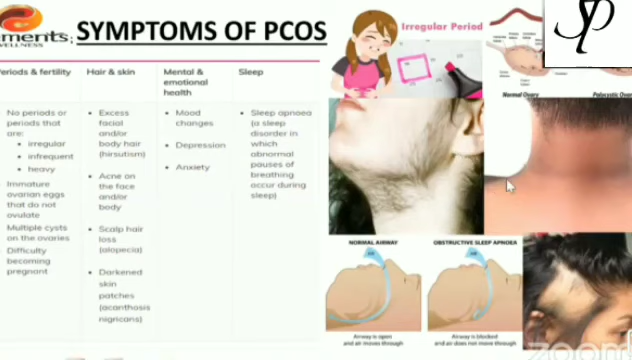 ements:
WELLNESS
SYMPTOMS OF PCOS
Periods & fertility
Hair & skin
Mental &
emotional
health
Sleep
No periods or
periods that
are:
irregular
infrequent
heavy
Immature
ovarian eggs
that do not
ovulate
Multiple cysts
on the ovaries
Difficulty
becoming
pregnant
Excess
facial
and/or
body hair
(hirsutism)
Acne on
the face
and/or
body
Scalp hair
loss
(alopecia)
Darkened
skin
patches
(acanthosis
nigricans)
Mood
changes
Depression
Anxiety
Sleep apnoea
(a sleep
disorder in
which
abnormal
pauses of
breathing
occur during
sleep)
Irregular Period
SP
Normal Ovary
Polycystic Ovary
NORMAL AIRWAY
Airway is open
and air moves through
OBSTRUCTIVE SLEEP APNOEA
Airway is blocked
and air does not move through
zoom